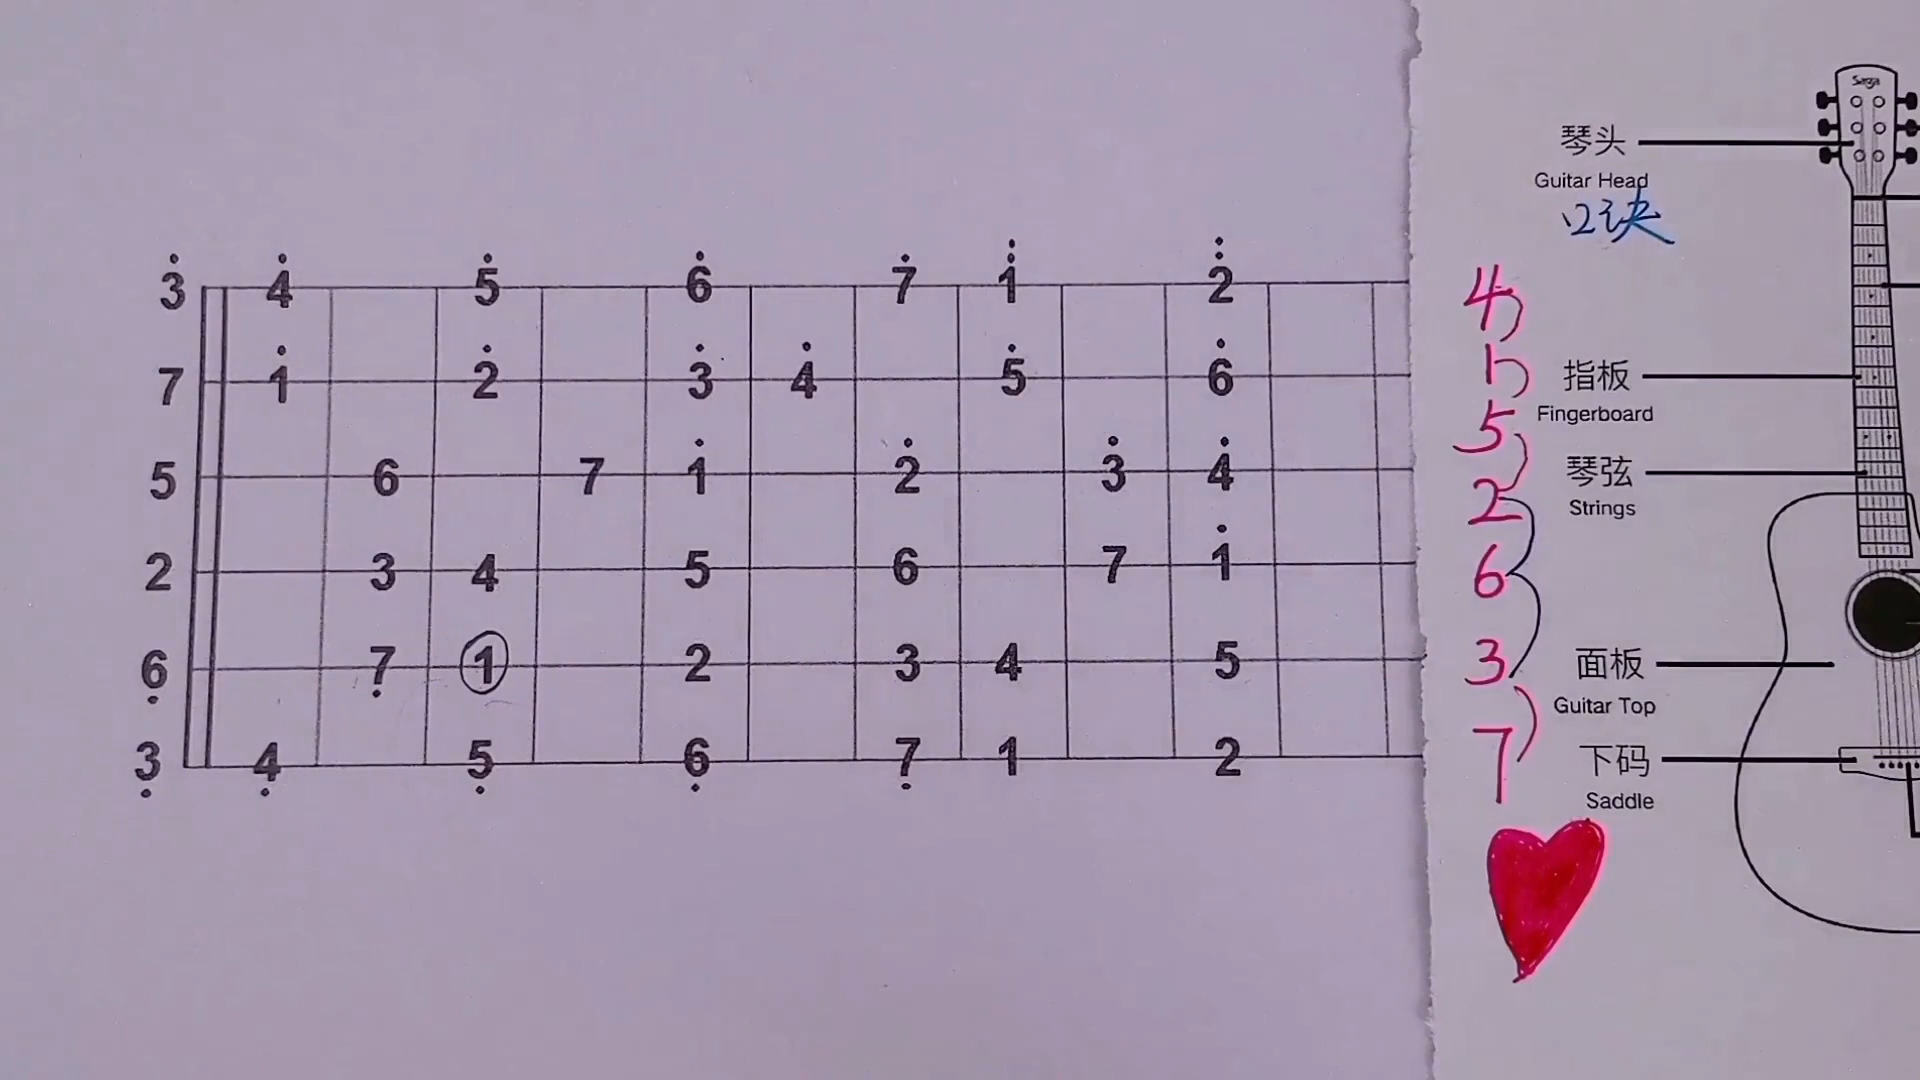 3 4 5 6 7 1 2
7 1 2 3 4 5 6
5 6 7 1 2 3 4
2 3 4 5 6 7 1
6 7 1 2 3 4 5
3 4 5 6 7 1 2
口诀
4
1
5
2
6
3
7
Saga
琴头
Guitar Head
指板
Fingerboard
琴弦
Strings
面板
Guitar Top
下码
Saddle